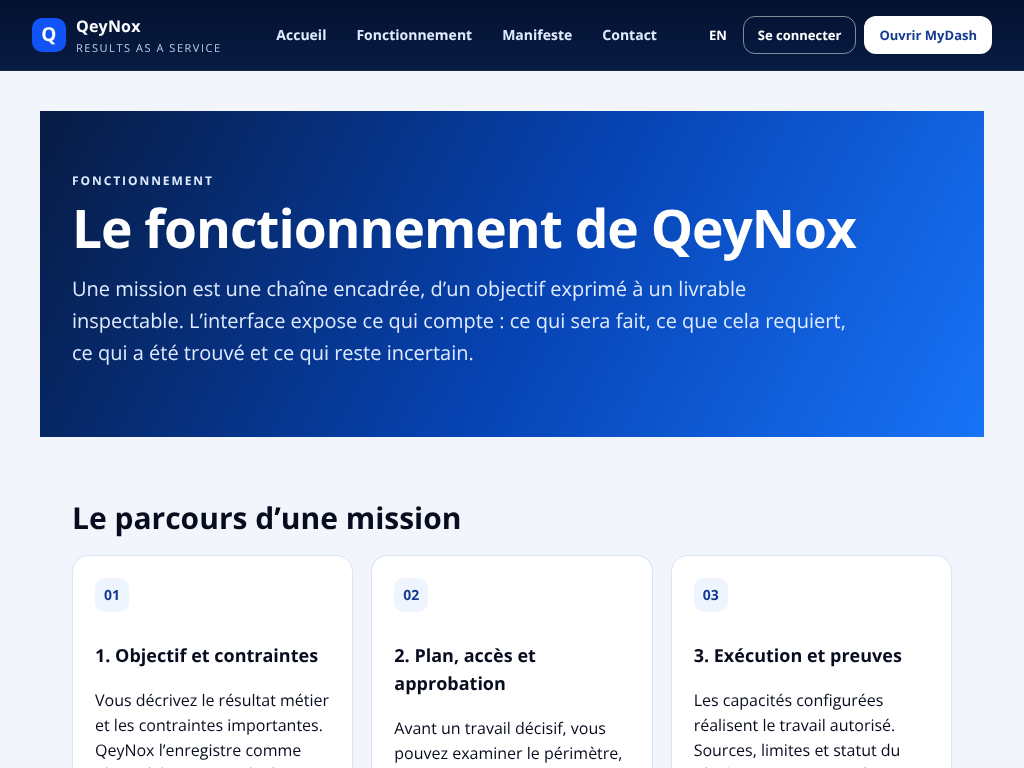 Q
QeyNox
RESULTS AS A SERVICE
Accueil
Fonctionnement
Manifeste
Contact
EN
Se connecter
Ouvrir MyDash
FONCTIONNEMENT
Le fonctionnement de QeyNox
Une mission est une chaîne encadrée, d’un objectif exprimé à un livrable
inspectable. L’interface expose ce qui compte : ce qui sera fait, ce que cela requiert,
ce qui a été trouvé et ce qui reste incertain.
Le parcours d’une mission
01
1. Objectif et contraintes
Vous décrivez le résultat métier
et les contraintes importantes.
QeyNox l’enregistre comme
02
2. Plan, accès et
approbation
Avant un travail décisif, vous
pouvez examiner le périmètre,
03
3. Exécution et preuves
Les capacités configurées
réalisent le travail autorisé.
Sources, limites et statut du